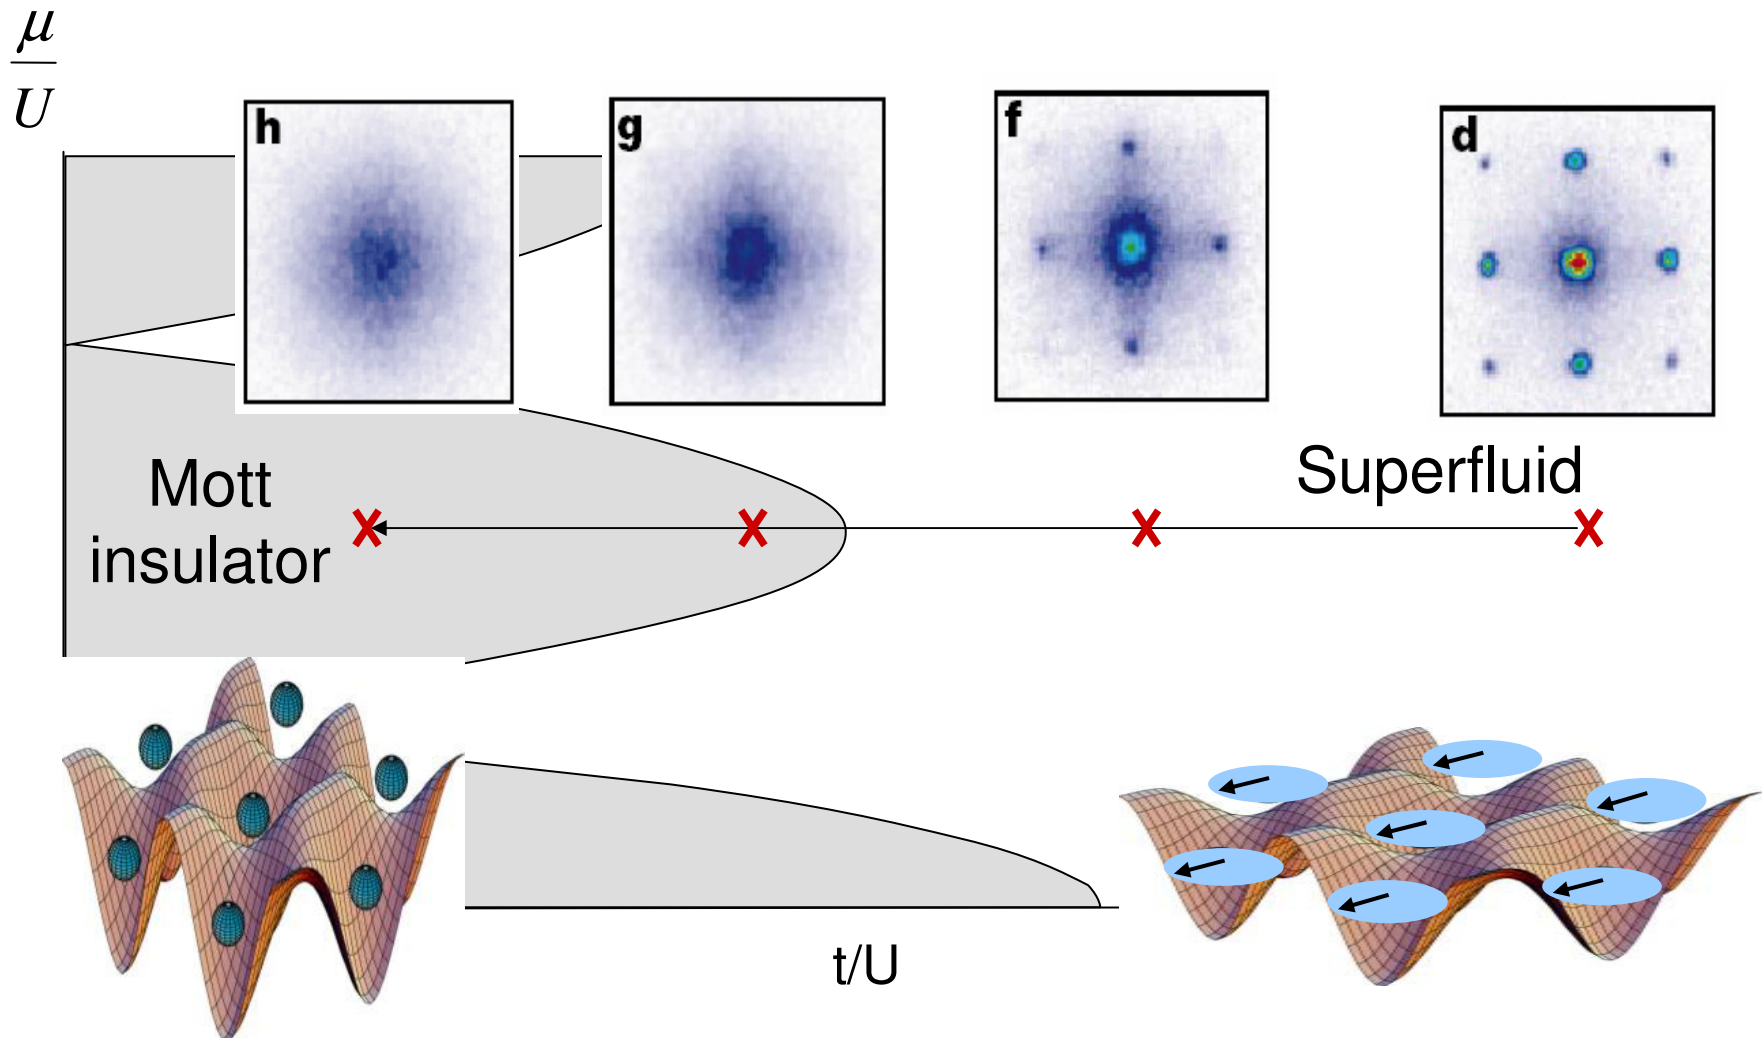 μ
U
h
g
f
d
Mott
insulator
Superfluid
t/U